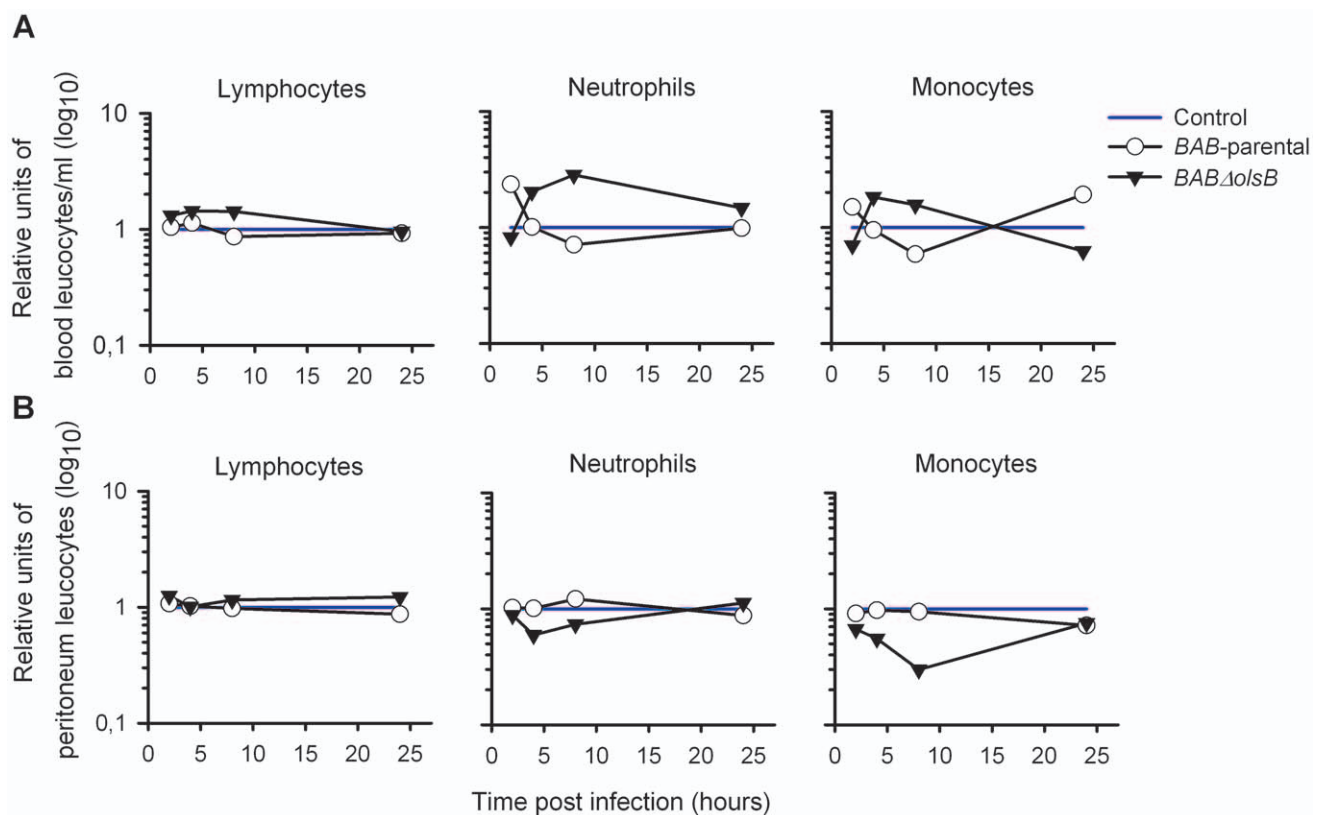 A
Lymphocytes
Neutrophils
Monocytes
Control
BAB-parental
BABΔolsB
Relative units of
blood leucocytes/ml (log10)
10
1
0,1
0 5 10 15 20 25
0 5 10 15 20 25
0 5 10 15 20 25
B
Lymphocytes
Neutrophils
Monocytes
Relative units of
peritoneum leucocytes (log10)
10
1
0,1
0 5 10 15 20 25
0 5 10 15 20 25
0 5 10 15 20 25
Time post infection (hours)